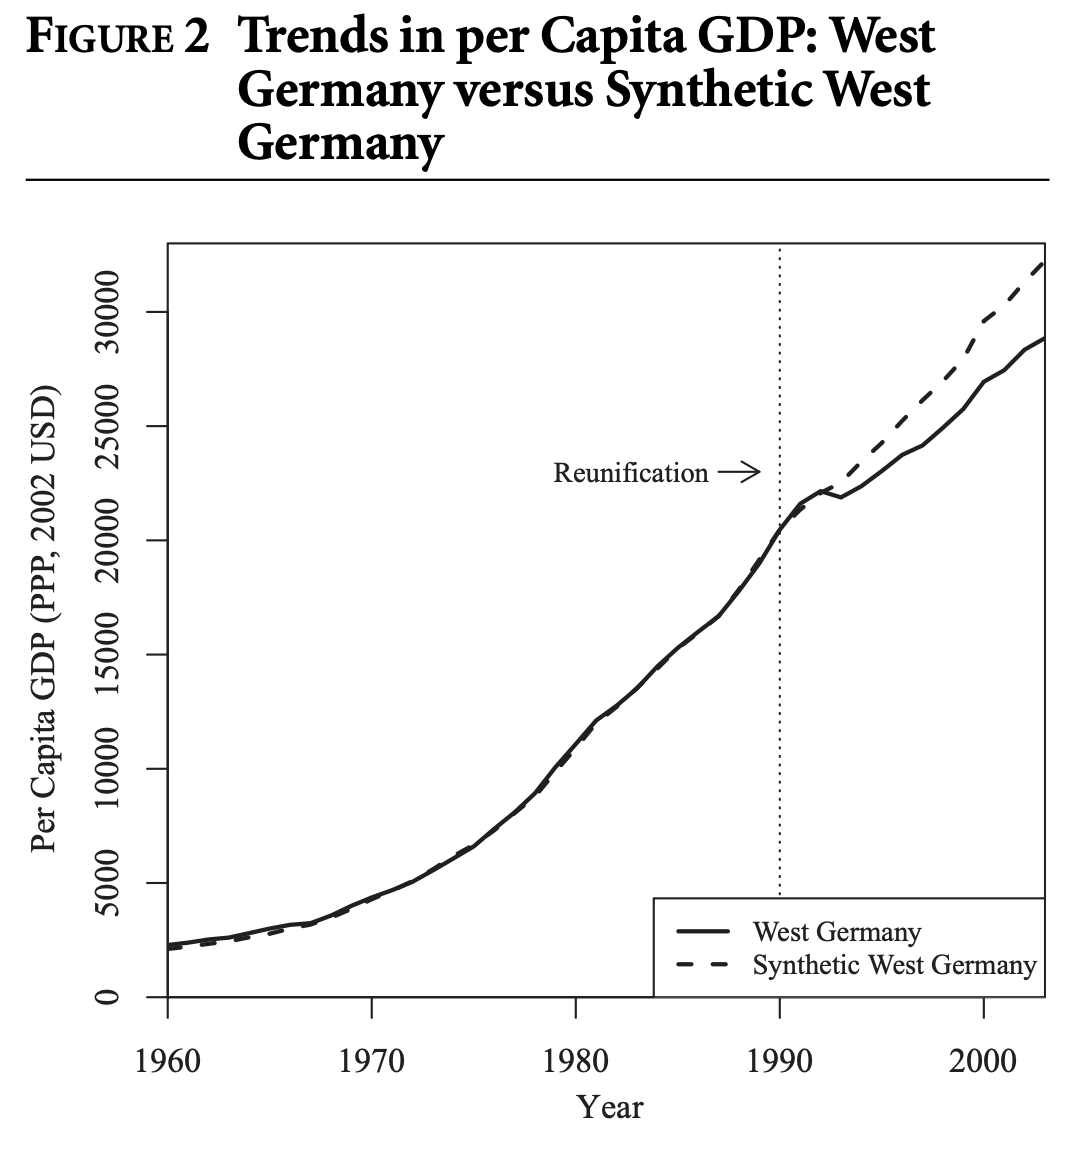 FIGURE 2 Trends in per Capita GDP: West
Germany versus Synthetic West
Germany
Per Capita GDP (PPP, 2002 USD)
30000
25000
20000
15000
10000
5000
0
Reunification
West Germany
Synthetic West Germany
1960 1970 1980 1990 2000
Year